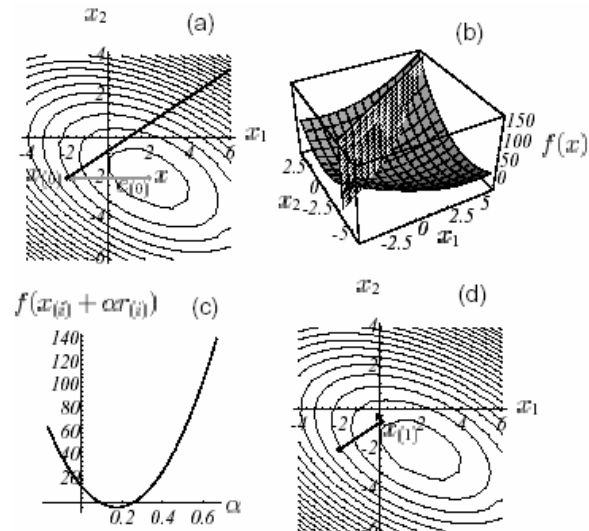 x₂ (a)
4
2
-4 -2 2 4 6 x₁
x₍₀₎ e₍₀₎ x
-4
-6
(b)
150
100
50
0
f(x)
2.5
0
-2.5
-5
x₂
-2.5 0 2.5 5
x₁
f(x₍ᵢ₎ + αr₍ᵢ₎) (c)
140
120
100
80
60
40
20
0.2 0.4 0.6 α
x₂ (d)
4
2
-4 -2 2 4 6 x₁
x₍₁₎
-2
-4
-6